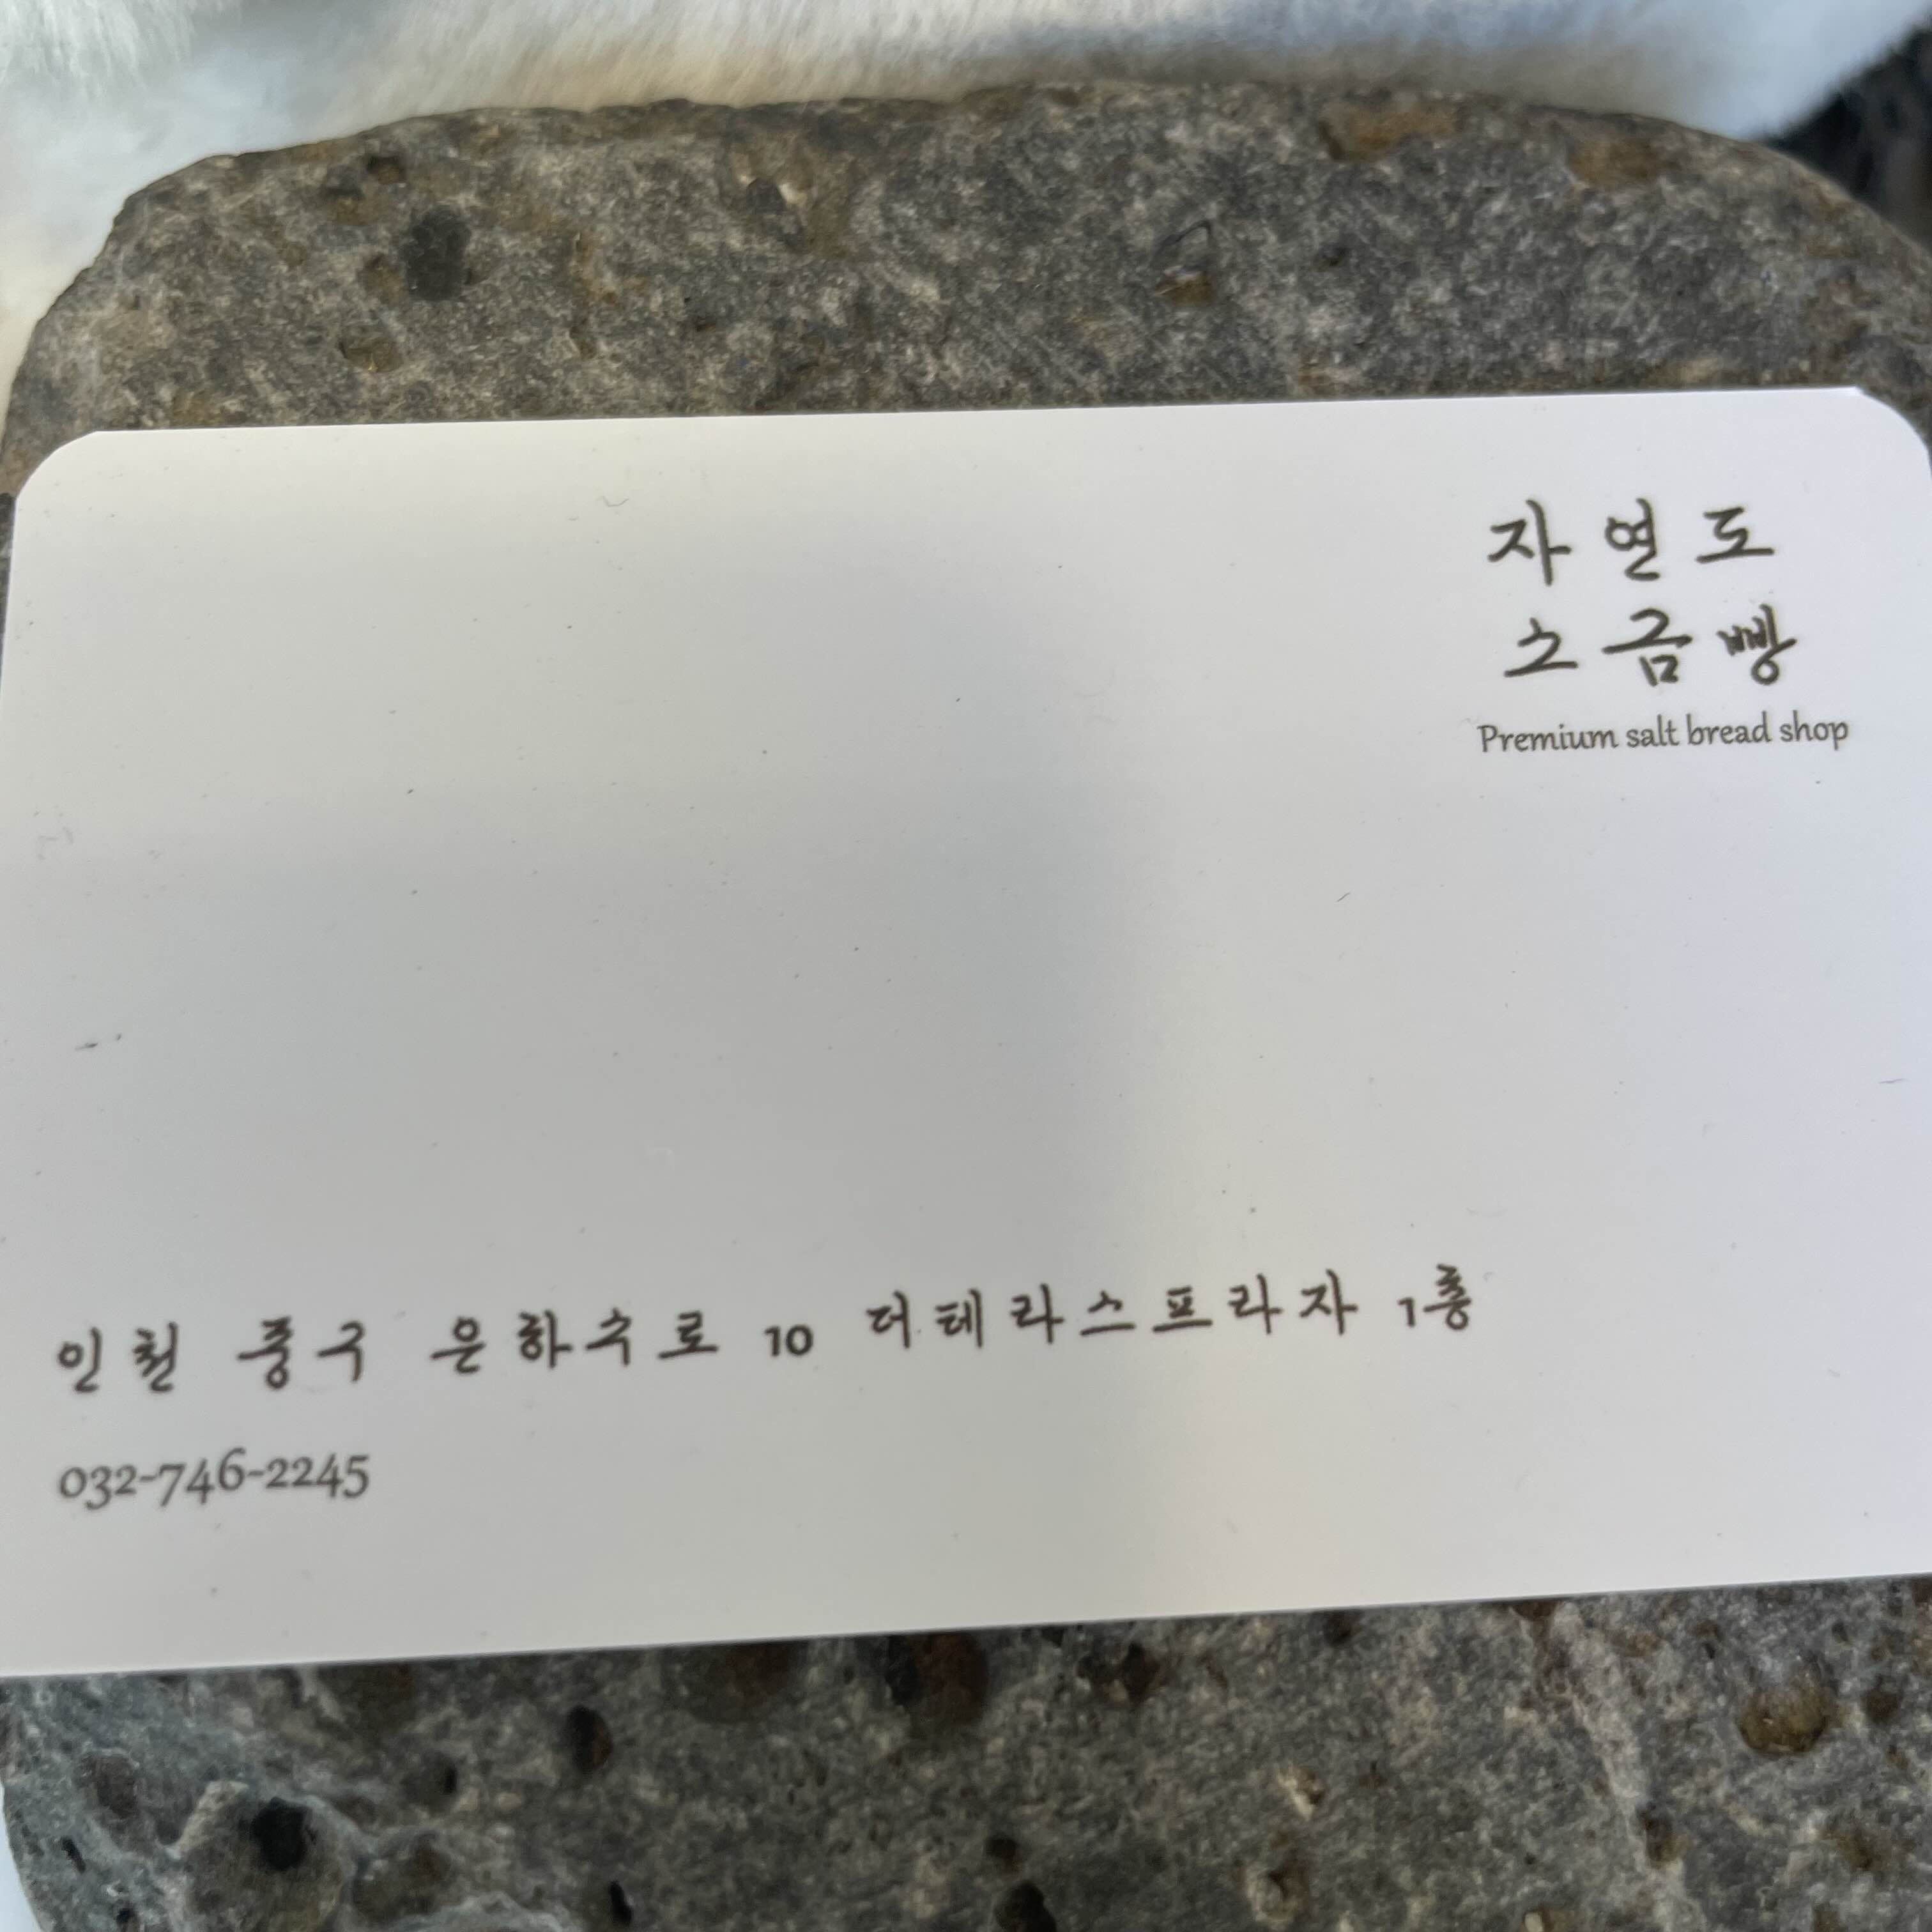 자연도
소금빵
Premium salt bread shop
인천 중구 은하수로 10 더테라스프라자 1층
032-746-2245